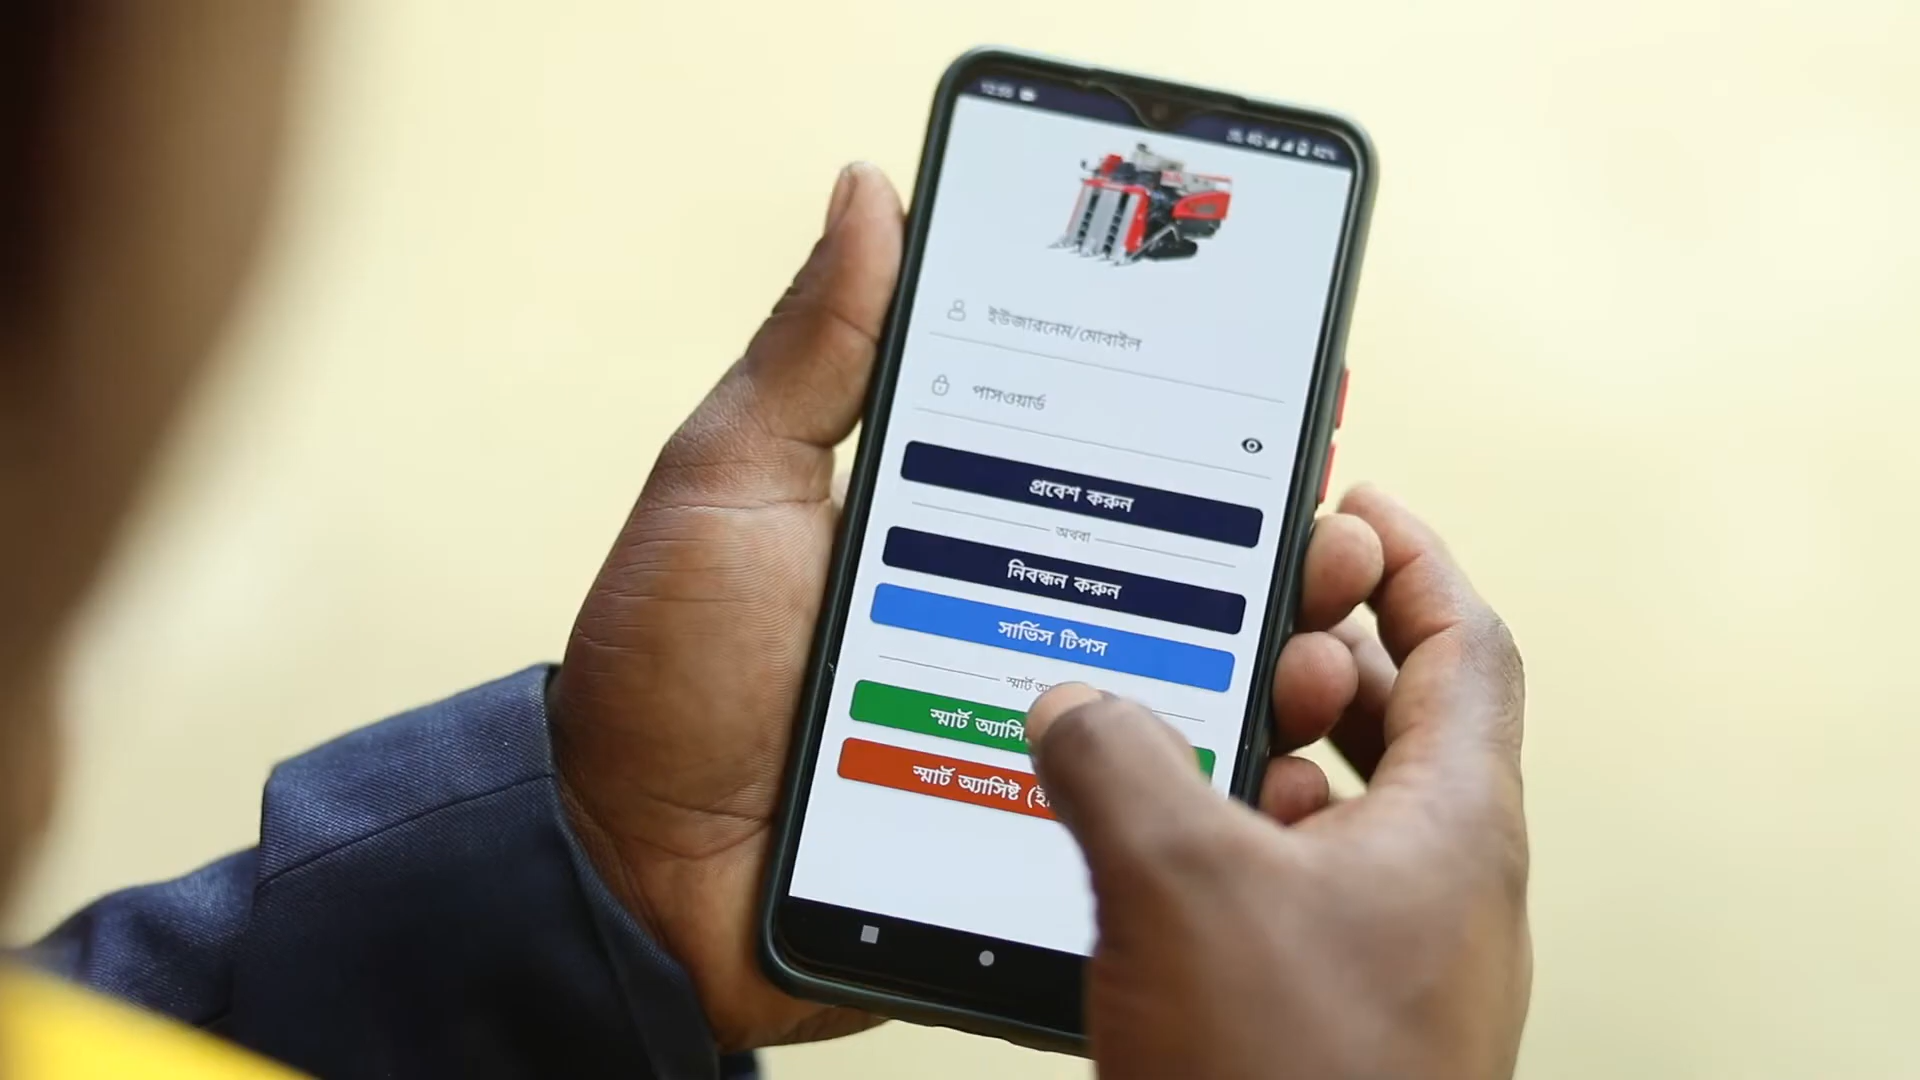 ইউজারনেম/মোবাইল
পাসওয়ার্ড
প্রবেশ করুন
অথবা
নিবন্ধন করুন
সার্ভিস টিপস
স্মার্ট
স্মার্ট
স্মার্ট অ্যাসিষ্ট